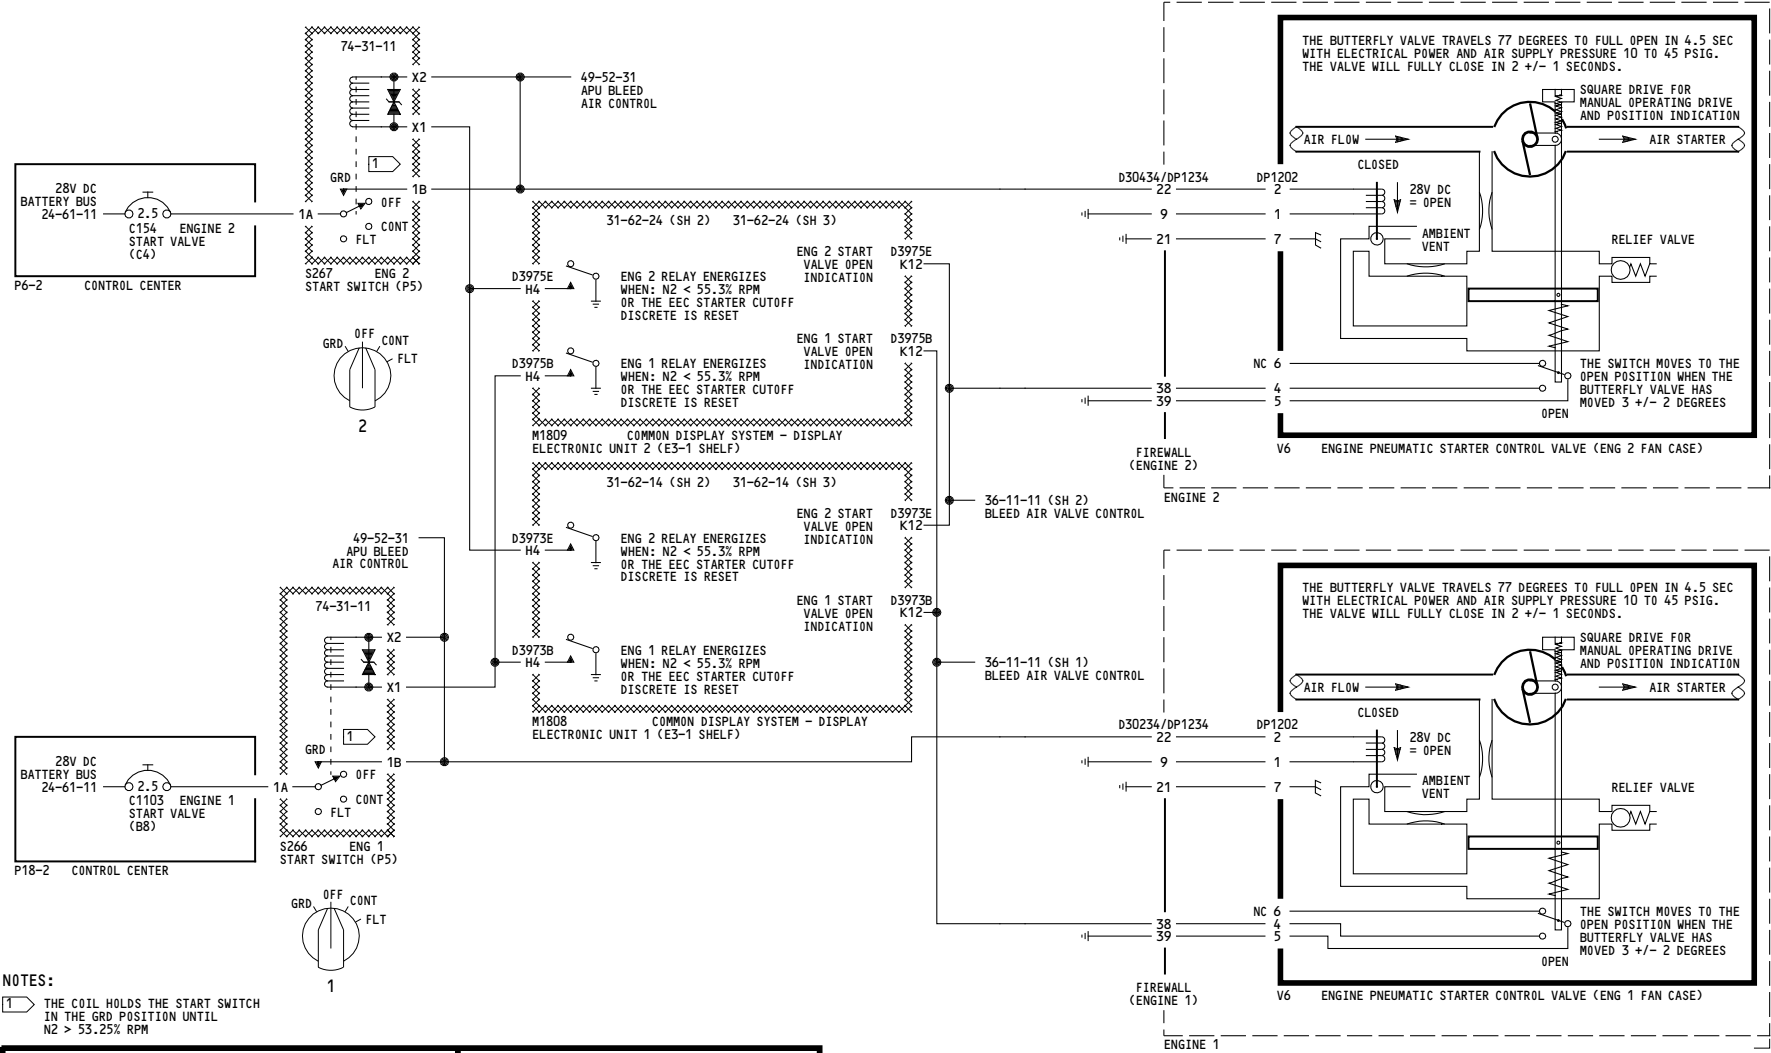 74-31-11
X2
X1
1
GRD
1B
OFF
1A
CONT
FLT
S267 ENG 2
START SWITCH (P5)
49-52-31
APU BLEED
AIR CONTROL
28V DC
BATTERY BUS
24-61-11
2.5
C154 ENGINE 2
START VALVE
(C4)
P6-2 CONTROL CENTER
GRD
OFF
CONT
FLT
2
31-62-24 (SH 2) 31-62-24 (SH 3)
D3975E
H4
ENG 2 RELAY ENERGIZES
WHEN: N2 < 55.3% RPM
OR THE EEC STARTER CUTOFF
DISCRETE IS RESET
ENG 2 START
VALVE OPEN
INDICATION
D3975E
K12
D3975B
H4
ENG 1 RELAY ENERGIZES
WHEN: N2 < 55.3% RPM
OR THE EEC STARTER CUTOFF
DISCRETE IS RESET
ENG 1 START
VALVE OPEN
INDICATION
D3975B
K12
M1809 COMMON DISPLAY SYSTEM - DISPLAY
ELECTRONIC UNIT 2 (E3-1 SHELF)
31-62-14 (SH 2) 31-62-14 (SH 3)
D3973E
H4
ENG 2 RELAY ENERGIZES
WHEN: N2 < 55.3% RPM
OR THE EEC STARTER CUTOFF
DISCRETE IS RESET
ENG 2 START
VALVE OPEN
INDICATION
D3973E
K12
D3973B
H4
ENG 1 RELAY ENERGIZES
WHEN: N2 < 55.3% RPM
OR THE EEC STARTER CUTOFF
DISCRETE IS RESET
ENG 1 START
VALVE OPEN
INDICATION
D3973B
K12
M1808 COMMON DISPLAY SYSTEM - DISPLAY
ELECTRONIC UNIT 1 (E3-1 SHELF)
36-11-11 (SH 2)
BLEED AIR VALVE CONTROL
36-11-11 (SH 1)
BLEED AIR VALVE CONTROL
49-52-31
APU BLEED
AIR CONTROL
74-31-11
X2
X1
1
GRD
1B
OFF
1A
CONT
FLT
S266 ENG 1
START SWITCH (P5)
28V DC
BATTERY BUS
24-61-11
2.5
C1103 ENGINE 1
START VALVE
(B8)
P18-2 CONTROL CENTER
GRD
OFF
CONT
FLT
1
NOTES:
1 THE COIL HOLDS THE START SWITCH
IN THE GRD POSITION UNTIL
N2 > 53.25% RPM
THE BUTTERFLY VALVE TRAVELS 77 DEGREES TO FULL OPEN IN 4.5 SEC
WITH ELECTRICAL POWER AND AIR SUPPLY PRESSURE 10 TO 45 PSIG.
THE VALVE WILL FULLY CLOSE IN 2 +/- 1 SECONDS.
SQUARE DRIVE FOR
MANUAL OPERATING DRIVE
AND POSITION INDICATION
AIR FLOW
AIR STARTER
CLOSED
D30434/DP1234
DP1202
22
2
28V DC
= OPEN
9
1
21
7
AMBIENT
VENT
RELIEF VALVE
NC 6
38
4
39
5
THE SWITCH MOVES TO THE
OPEN POSITION WHEN THE
BUTTERFLY VALVE HAS
MOVED 3 +/- 2 DEGREES
OPEN
FIREWALL
(ENGINE 2)
V6 ENGINE PNEUMATIC STARTER CONTROL VALVE (ENG 2 FAN CASE)
ENGINE 2
THE BUTTERFLY VALVE TRAVELS 77 DEGREES TO FULL OPEN IN 4.5 SEC
WITH ELECTRICAL POWER AND AIR SUPPLY PRESSURE 10 TO 45 PSIG.
THE VALVE WILL FULLY CLOSE IN 2 +/- 1 SECONDS.
SQUARE DRIVE FOR
MANUAL OPERATING DRIVE
AND POSITION INDICATION
AIR FLOW
AIR STARTER
CLOSED
D30234/DP1234
DP1202
22
2
28V DC
= OPEN
9
1
21
7
AMBIENT
VENT
RELIEF VALVE
NC 6
38
4
39
5
THE SWITCH MOVES TO THE
OPEN POSITION WHEN THE
BUTTERFLY VALVE HAS
MOVED 3 +/- 2 DEGREES
OPEN
FIREWALL
(ENGINE 1)
V6 ENGINE PNEUMATIC STARTER CONTROL VALVE (ENG 1 FAN CASE)
ENGINE 1